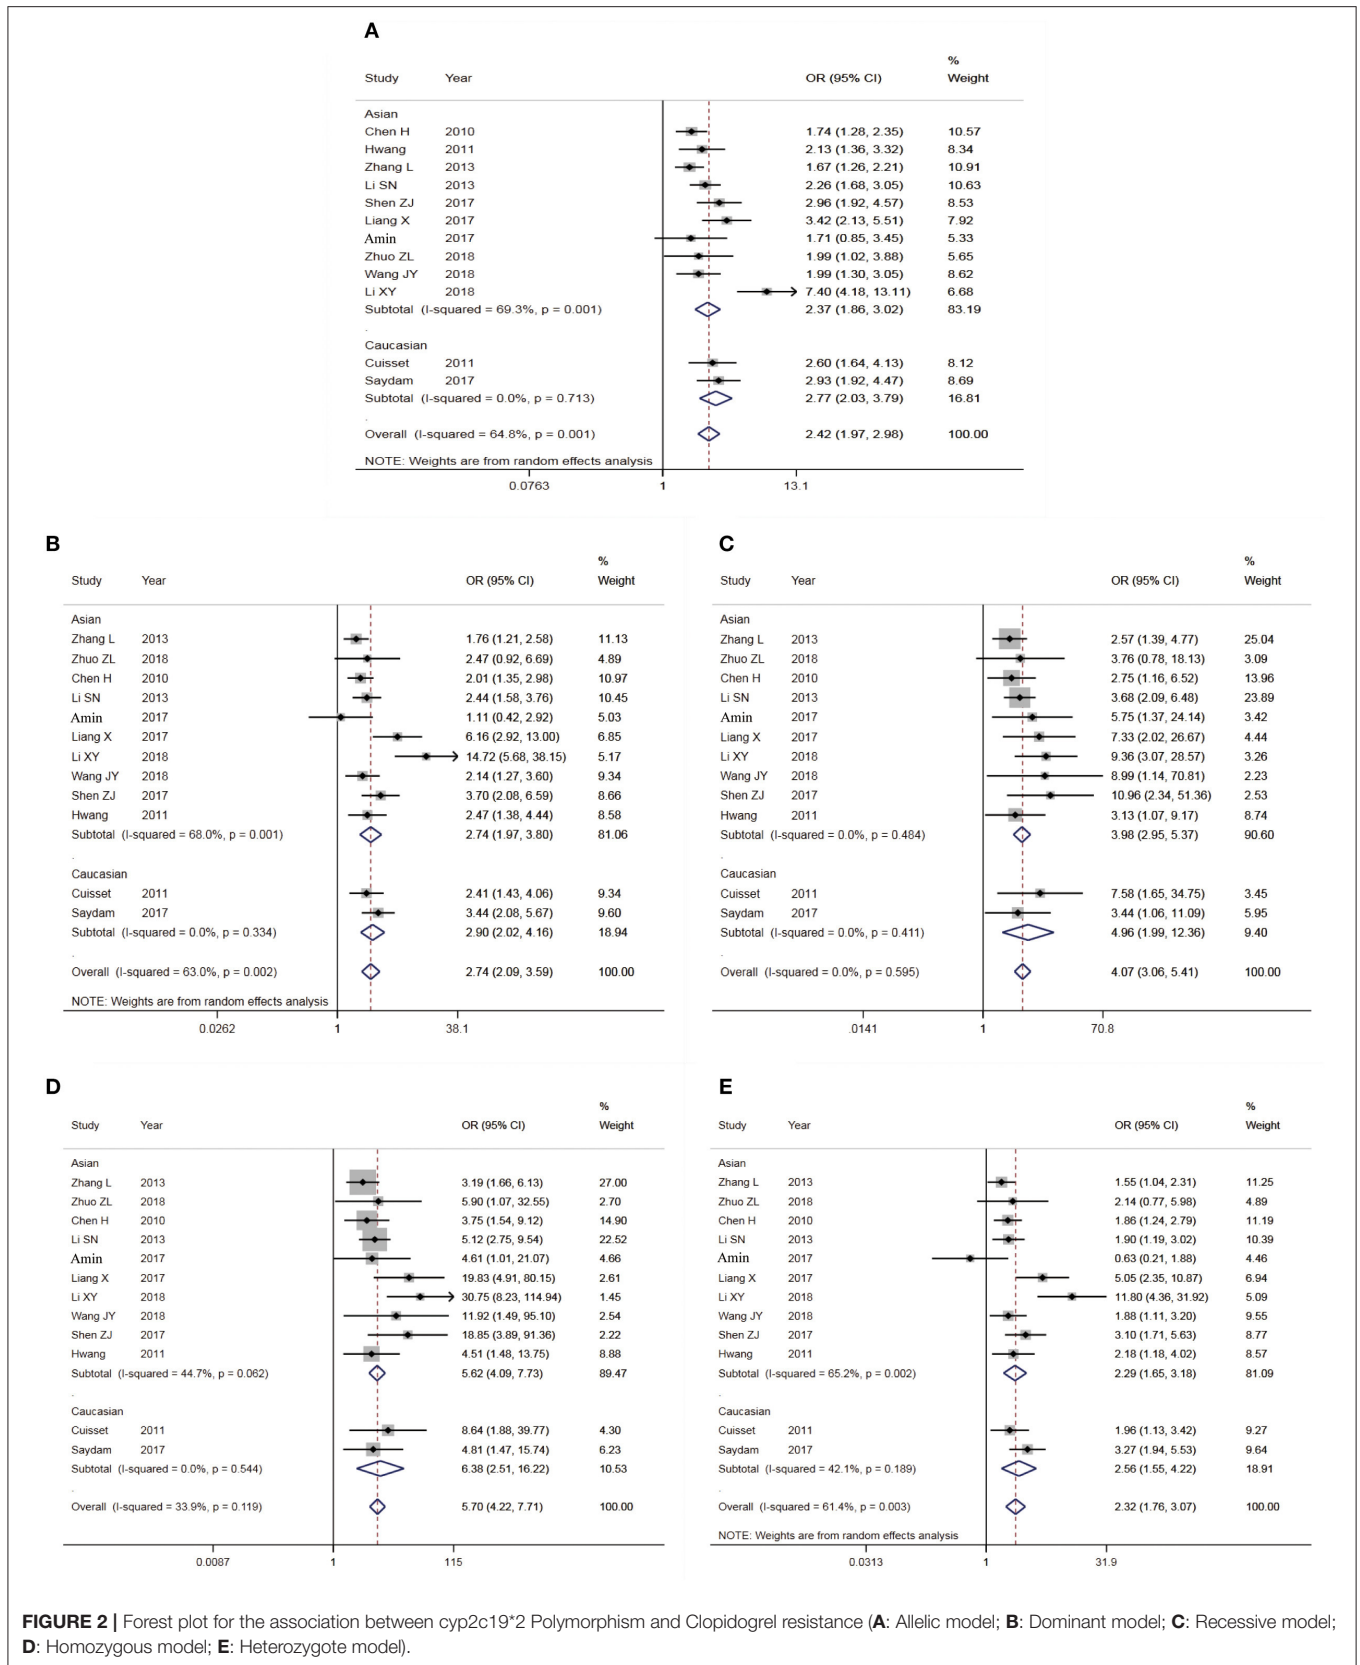 A
%
Study Year OR (95% CI) Weight
Asian
Chen H 2010 1.74 (1.28, 2.35) 10.57
Hwang 2011 2.13 (1.36, 3.32) 8.34
Zhang L 2013 1.67 (1.26, 2.21) 10.91
Li SN 2013 2.26 (1.68, 3.05) 10.63
Shen ZJ 2017 2.96 (1.92, 4.57) 8.53
Liang X 2017 3.42 (2.13, 5.51) 7.92
Amin 2017 1.71 (0.85, 3.45) 5.33
Zhuo ZL 2018 1.99 (1.02, 3.88) 5.65
Wang JY 2018 1.99 (1.30, 3.05) 8.62
Li XY 2018 7.40 (4.18, 13.11) 6.68
Subtotal (I-squared = 69.3%, p = 0.001) 2.37 (1.86, 3.02) 83.19
.
Caucasian
Cuisset 2011 2.60 (1.64, 4.13) 8.12
Saydam 2017 2.93 (1.92, 4.47) 8.69
Subtotal (I-squared = 0.0%, p = 0.713) 2.77 (2.03, 3.79) 16.81
.
Overall (I-squared = 64.8%, p = 0.001) 2.42 (1.97, 2.98) 100.00
NOTE: Weights are from random effects analysis
0.0763 1 13.1
B
%
Study Year OR (95% CI) Weight
Asian
Zhang L 2013 1.76 (1.21, 2.58) 11.13
Zhuo ZL 2018 2.47 (0.92, 6.69) 4.89
Chen H 2010 2.01 (1.35, 2.98) 10.97
Li SN 2013 2.44 (1.58, 3.76) 10.45
Amin 2017 1.11 (0.42, 2.92) 5.03
Liang X 2017 6.16 (2.92, 13.00) 6.85
Li XY 2018 14.72 (5.68, 38.15) 5.17
Wang JY 2018 2.14 (1.27, 3.60) 9.34
Shen ZJ 2017 3.70 (2.08, 6.59) 8.66
Hwang 2011 2.47 (1.38, 4.44) 8.58
Subtotal (I-squared = 68.0%, p = 0.001) 2.74 (1.97, 3.80) 81.06
.
Caucasian
Cuisset 2011 2.41 (1.43, 4.06) 9.34
Saydam 2017 3.44 (2.08, 5.67) 9.60
Subtotal (I-squared = 0.0%, p = 0.334) 2.90 (2.02, 4.16) 18.94
.
Overall (I-squared = 63.0%, p = 0.002) 2.74 (2.09, 3.59) 100.00
NOTE: Weights are from random effects analysis
0.0262 1 38.1
C
%
Study Year OR (95% CI) Weight
Asian
Zhang L 2013 2.57 (1.39, 4.77) 25.04
Zhuo ZL 2018 3.76 (0.78, 18.13) 3.09
Chen H 2010 2.75 (1.16, 6.52) 13.96
Li SN 2013 3.68 (2.09, 6.48) 23.89
Amin 2017 5.75 (1.37, 24.14) 3.42
Liang X 2017 7.33 (2.02, 26.67) 4.44
Li XY 2018 9.36 (3.07, 28.57) 3.26
Wang JY 2018 8.99 (1.14, 70.81) 2.23
Shen ZJ 2017 10.96 (2.34, 51.36) 2.53
Hwang 2011 3.13 (1.07, 9.17) 8.74
Subtotal (I-squared = 0.0%, p = 0.484) 3.98 (2.95, 5.37) 90.60
.
Caucasian
Cuisset 2011 7.58 (1.65, 34.75) 3.45
Saydam 2017 3.44 (1.06, 11.09) 5.95
Subtotal (I-squared = 0.0%, p = 0.411) 4.96 (1.99, 12.36) 9.40
.
Overall (I-squared = 0.0%, p = 0.595) 4.07 (3.06, 5.41) 100.00
.0141 1 70.8
D
%
Study Year OR (95% CI) Weight
Asian
Zhang L 2013 3.19 (1.66, 6.13) 27.00
Zhuo ZL 2018 5.90 (1.07, 32.55) 2.70
Chen H 2010 3.75 (1.54, 9.12) 14.90
Li SN 2013 5.12 (2.75, 9.54) 22.52
Amin 2017 4.61 (1.01, 21.07) 4.66
Liang X 2017 19.83 (4.91, 80.15) 2.61
Li XY 2018 30.75 (8.23, 114.94) 1.45
Wang JY 2018 11.92 (1.49, 95.10) 2.54
Shen ZJ 2017 18.85 (3.89, 91.36) 2.22
Hwang 2011 4.51 (1.48, 13.75) 8.88
Subtotal (I-squared = 44.7%, p = 0.062) 5.62 (4.09, 7.73) 89.47
.
Caucasian
Cuisset 2011 8.64 (1.88, 39.77) 4.30
Saydam 2017 4.81 (1.47, 15.74) 6.23
Subtotal (I-squared = 0.0%, p = 0.544) 6.38 (2.51, 16.22) 10.53
.
Overall (I-squared = 33.9%, p = 0.119) 5.70 (4.22, 7.71) 100.00
0.0087 1 115
E
%
Study Year OR (95% CI) Weight
Asian
Zhang L 2013 1.55 (1.04, 2.31) 11.25
Zhuo ZL 2018 2.14 (0.77, 5.98) 4.89
Chen H 2010 1.86 (1.24, 2.79) 11.19
Li SN 2013 1.90 (1.19, 3.02) 10.39
Amin 2017 0.63 (0.21, 1.88) 4.46
Liang X 2017 5.05 (2.35, 10.87) 6.94
Li XY 2018 11.80 (4.36, 31.92) 5.09
Wang JY 2018 1.88 (1.11, 3.20) 9.55
Shen ZJ 2017 3.10 (1.71, 5.63) 8.77
Hwang 2011 2.18 (1.18, 4.02) 8.57
Subtotal (I-squared = 65.2%, p = 0.002) 2.29 (1.65, 3.18) 81.09
.
Caucasian
Cuisset 2011 1.96 (1.13, 3.42) 9.27
Saydam 2017 3.27 (1.94, 5.53) 9.64
Subtotal (I-squared = 42.1%, p = 0.189) 2.56 (1.55, 4.22) 18.91
.
Overall (I-squared = 61.4%, p = 0.003) 2.32 (1.76, 3.07) 100.00
NOTE: Weights are from random effects analysis
0.0313 1 31.9
FIGURE 2 | Forest plot for the association between cyp2c19*2 Polymorphism and Clopidogrel resistance (A: Allelic model; B: Dominant model; C: Recessive model;
D: Homozygous model; E: Heterozygote model).